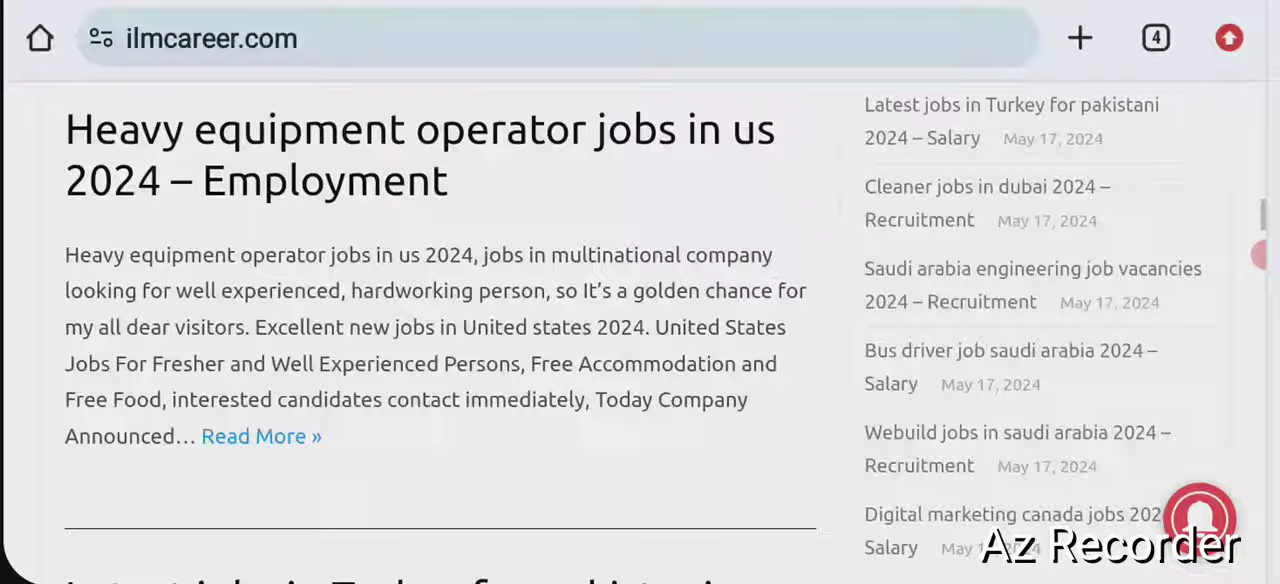 ilmcareer.com
4
Heavy equipment operator jobs in us
2024 – Employment
Heavy equipment operator jobs in us 2024, jobs in multinational company
looking for well experienced, hardworking person, so It's a golden chance for
my all dear visitors. Excellent new jobs in United states 2024. United States
Jobs For Fresher and Well Experienced Persons, Free Accommodation and
Free Food, interested candidates contact immediately, Today Company
Announced… Read More »
Latest jobs in Turkey for pakistani
2024 – Salary May 17, 2024
Cleaner jobs in dubai 2024 –
Recruitment May 17, 2024
Saudi arabia engineering job vacancies
2024 – Recruitment May 17, 2024
Bus driver job saudi arabia 2024 –
Salary May 17, 2024
Webuild jobs in saudi arabia 2024 –
Recruitment May 17, 2024
Digital marketing canada jobs 202
Salary May
Az Recorder